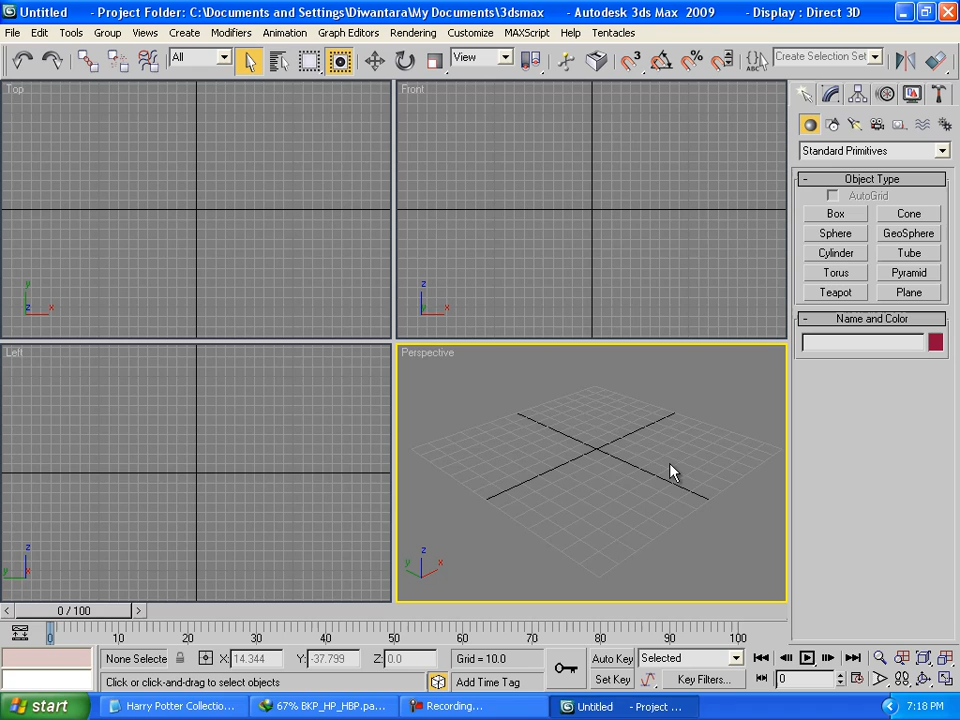 Untitled - Project Folder: C:\Documents and Settings\Diwantara\My Documents\3dsmax - Autodesk 3ds Max 2009 - Display : Direct 3D
File Edit Tools Group Views Create Modifiers Animation Graph Editors Rendering Customize MAXScript Help Tentacles
All View Create Selection Set
Top Front
Standard Primitives
Object Type
AutoGrid
Box Cone
Sphere GeoSphere
Cylinder Tube
Torus Pyramid
Teapot Plane
Name and Color
y
z x
z
y x
Left Perspective
z
y x
z
y x
0 / 100
0 10 20 30 40 50 60 70 80 90 100
None Selecte X: 14.344 Y: -37.799 Z: 0.0 Grid = 10.0 Auto Key Selected
Click or click-and-drag to select objects Add Time Tag Set Key Key Filters... 0
start Harry Potter Collectio... 67% BKP_HP_HBP.pa... Recording... Untitled - Project ... 7:18 PM